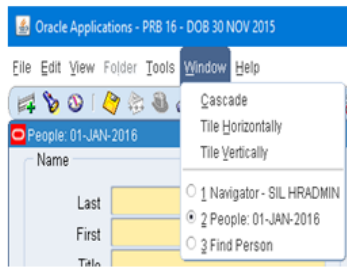 Oracle Applications - PRB 16 - DOB 30 NOV 2015
File Edit View Folder Tools Window Help
Cascade
Tile Horizontally
Tile Vertically
1 Navigator - SIL HRADMIN
2 People: 01-JAN-2016
3 Find Person
People: 01-JAN-2016
Name
Last
First
Title